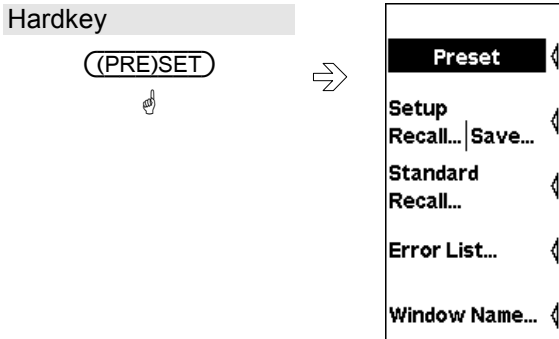 Hardkey
(PRE)SET
Preset
Setup
Recall...|Save...
Standard
Recall...
Error List...
Window Name...